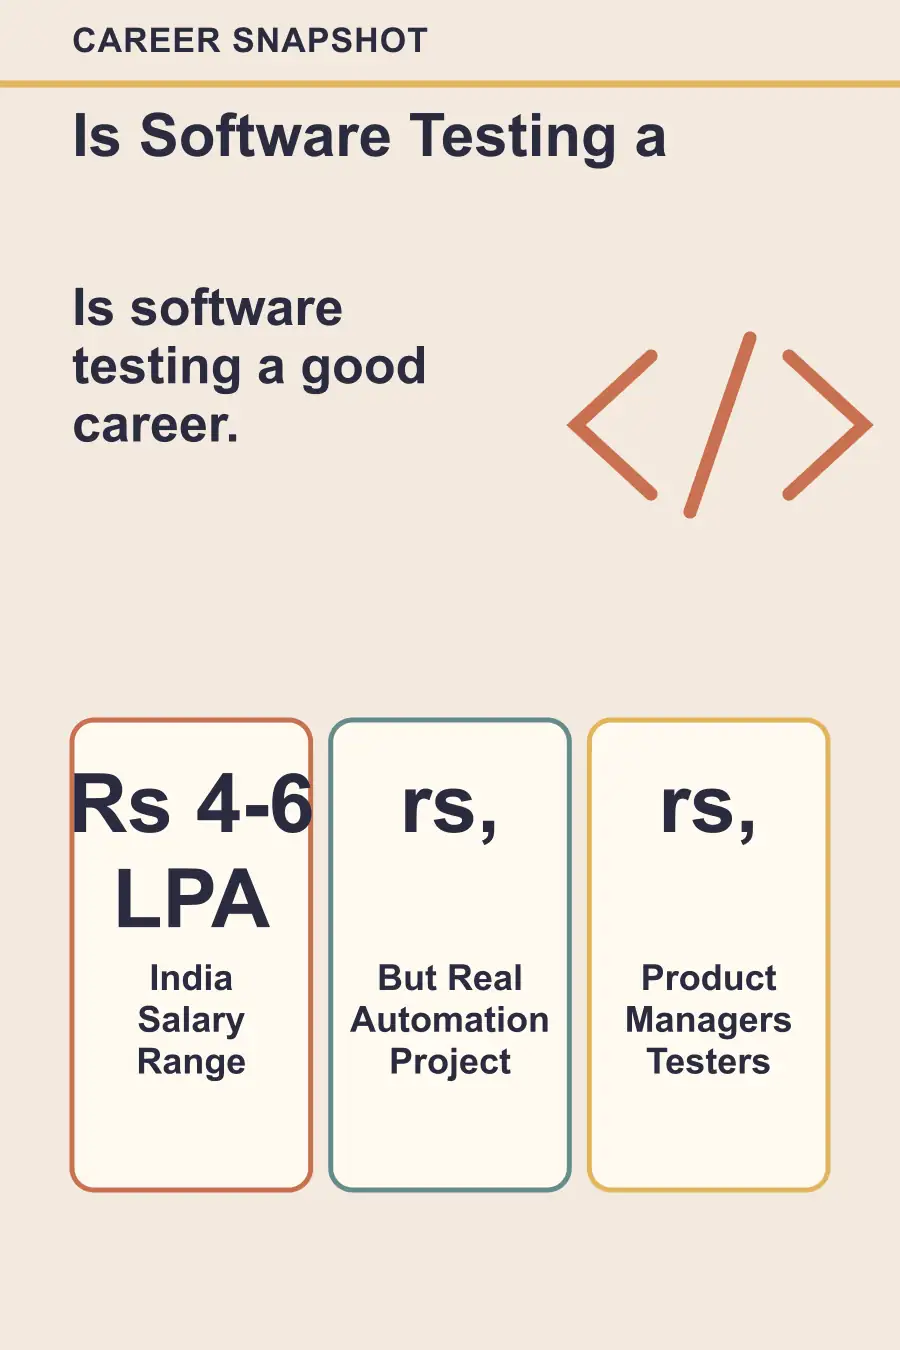 CAREER SNAPSHOT
Is Software Testing a
Is software
testing a good
career.
Rs 4-6
LPA
India
Salary
Range
rs,
But Real
Automation
Project
rs,
Product
Managers
Testers